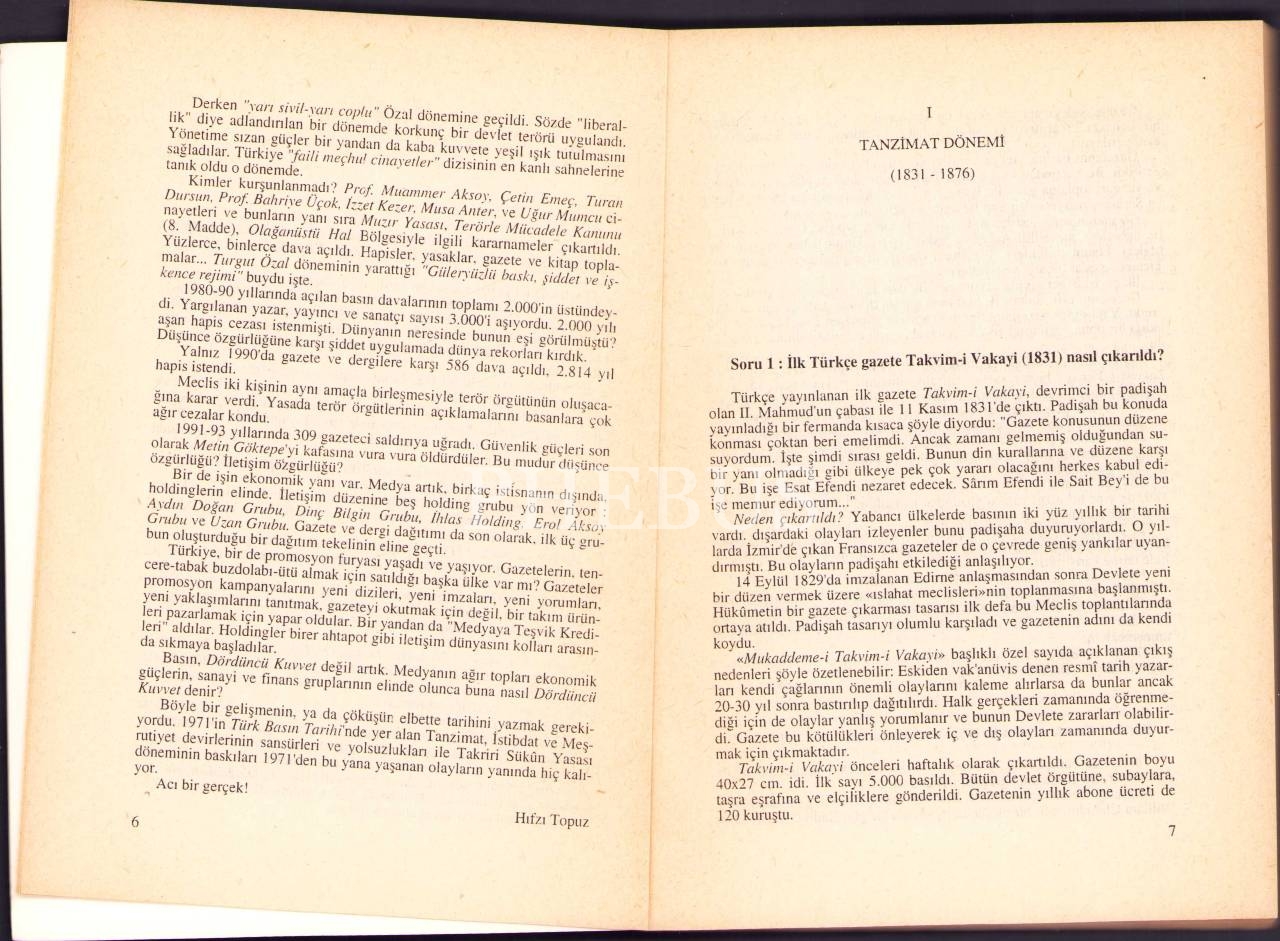 Derken "yarı sivil-yarı coplu" Özal dönemine geçildi. Sözde "liberal-
lik" diye adlandırılan bir dönemde korkunç bir devlet terörü uygulandı.
Yönetime sızan güçler bir yandan da kaba kuvvete yeşil ışık tutulmasını
sağladılar. Türkiye "faili meçhul cinayetler" dizisinin en kanlı sahnelerine
tanık oldu o dönemde.
Kimler kurşunlanmadı? Prof. Muammer Aksoy, Çetin Emeç, Turan
Dursun, Prof. Bahriye Üçok, İzzet Kezer, Musa Anter, ve Uğur Mumcu ci-
nayetleri ve bunların yanı sıra Muzır Yasası, Terörle Mücadele Kanunu
(8. Madde), Olağanüstü Hal Bölgesiyle ilgili kararnameler çıkartıldı.
Yüzlerce, binlerce dava açıldı. Hapisler, yasaklar, gazete ve kitap topla-
malar... Turgut Özal döneminin yarattığı "Güleryüzlü baskı, şiddet ve iş-
kence rejimi" buydu işte.
1980-90 yıllarında açılan basın davalarının toplamı 2.000'in üstündey-
di. Yargılanan yazar, yayıncı ve sanatçı sayısı 3.000'i aşıyordu. 2.000 yılı
aşan hapis cezası istenmişti. Dünyanın neresinde bunun eşi görülmüştü?
Düşünce özgürlüğüne karşı şiddet uygulamada dünya rekorları kırdık.
Yalnız 1990'da gazete ve dergilere karşı 586 dava açıldı, 2.814 yıl
hapis istendi.
Meclis iki kişinin aynı amaçla birleşmesiyle terör örgütünün oluşaca-
ğına karar verdi. Yasada terör örgütlerinin açıklamalarını basanlara çok
ağır cezalar kondu.
1991-93 yıllarında 309 gazeteci saldırıya uğradı. Güvenlik güçleri son
olarak Metin Göktepe'yi kafasına vura vura öldürdüler. Bu mudur düşünce
özgürlüğü? İletişim özgürlüğü?
Bir de işin ekonomik yanı var. Medya artık, birkaç istisnanın dışında,
holdinglerin elinde. İletişim düzenine beş holding grubu yön veriyor :
Aydın Doğan Grubu, Dinç Bilgin Grubu, İhlas Holding, Erol Aksoy
Grubu ve Uzan Grubu. Gazete ve dergi dağıtımı da son olarak, ilk üç gru-
bun oluşturduğu bir dağıtım tekelinin eline geçti.
Türkiye, bir de promosyon furyası yaşadı ve yaşıyor. Gazetelerin, ten-
cere-tabak buzdolabı-ütü almak için satıldığı başka ülke var mı? Gazeteler
promosyon kampanyalarını yeni dizileri, yeni imzaları, yeni yorumları,
yeni yaklaşımlarını tanıtmak, gazeteyi okutmak için değil, bir takım ürün-
leri pazarlamak için yapar oldular. Bir yandan da "Medyaya Teşvik Kredi-
leri" aldılar. Holdingler birer ahtapot gibi iletişim dünyasını kolları arasın-
da sıkmaya başladılar.
Basın, Dördüncü Kuvvet değil artık. Medyanın ağır topları ekonomik
güçlerin, sanayi ve finans gruplarının elinde olunca buna nasıl Dördüncü
Kuvvet denir?
Böyle bir gelişmenin, ya da çöküşün elbette tarihini yazmak gereki-
yordu. 1971'in Türk Basın Tarihi'nde yer alan Tanzimat, İstibdat ve Meş-
rutiyet devirlerinin sansürleri ve yolsuzlukları ile Takriri Sükûn Yasası
döneminin baskıları 1971'den bu yana yaşanan olayların yanında hiç kalı-
yor.
Acı bir gerçek!
Hıfzı Topuz
6
I
TANZİMAT DÖNEMİ
(1831 - 1876)
Soru 1 : İlk Türkçe gazete Takvim-i Vakayi (1831) nasıl çıkarıldı?
Türkçe yayınlanan ilk gazete Takvim-i Vakayi, devrimci bir padişah
olan II. Mahmud'un çabası ile 11 Kasım 1831'de çıktı. Padişah bu konuda
yayınladığı bir fermanda kısaca şöyle diyordu: "Gazete konusunun düzene
konması çoktan beri emelimdi. Ancak zamanı gelmemiş olduğundan su-
suyordum. İşte şimdi sırası geldi. Bunun din kurallarına ve düzene karşı
bir yanı olmadığı gibi ülkeye pek çok yararı olacağını herkes kabul edi-
yor. Bu işe Esat Efendi nezaret edecek. Sârım Efendi ile Sait Bey'i de bu
işe memur ediyorum..."
Neden çıkartıldı? Yabancı ülkelerde basının iki yüz yıllık bir tarihi
vardı. dışardaki olayları izleyenler bunu padişaha duyuruyorlardı. O yıl-
larda İzmir'de çıkan Fransızca gazeteler de o çevrede geniş yankılar uyan-
dırmıştı. Bu olayların padişahı etkilediği anlaşılıyor.
14 Eylül 1829'da imzalanan Edirne anlaşmasından sonra Devlete yeni
bir düzen vermek üzere «ıslahat meclisleri»nin toplanmasına başlanmıştı.
Hükûmetin bir gazete çıkarması tasarısı ilk defa bu Meclis toplantılarında
ortaya atıldı. Padişah tasarıyı olumlu karşıladı ve gazetenin adını da kendi
koydu.
«Mukaddeme-i Takvim-i Vakayi» başlıklı özel sayıda açıklanan çıkış
nedenleri şöyle özetlenebilir: Eskiden vak'anüvis denen resmî tarih yazar-
ları kendi çağlarının önemli olaylarını kaleme alırlarsa da bunlar ancak
20-30 yıl sonra bastırılıp dağıtılırdı. Halk gerçekleri zamanında öğrenme-
diği için de olaylar yanlış yorumlanır ve bunun Devlete zararları olabilir-
di. Gazete bu kötülükleri önleyerek iç ve dış olayları zamanında duyur-
mak için çıkmaktadır.
Takvim-i Vakayi önceleri haftalık olarak çıkartıldı. Gazetenin boyu
40x27 cm. idi. İlk sayı 5.000 basıldı. Bütün devlet örgütüne, subaylara,
taşra eşrafına ve elçiliklere gönderildi. Gazetenin yıllık abone ücreti de
120 kuruştu.
7